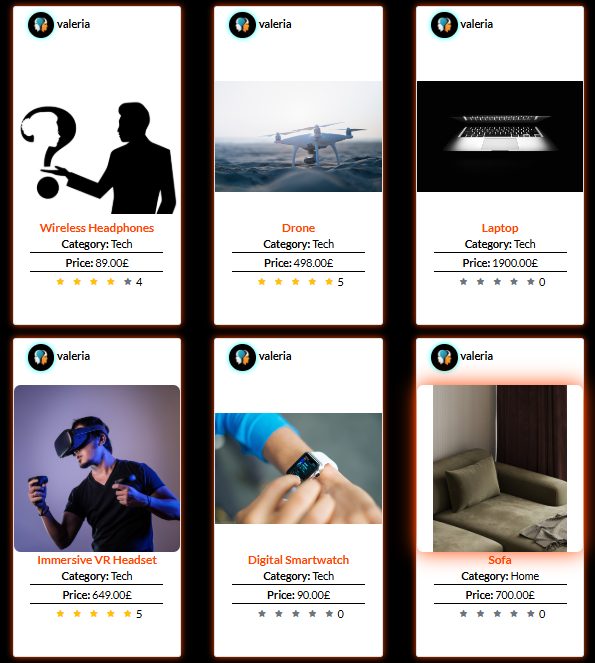 valeria
Wireless Headphones
Category: Tech
Price: 89.00£
4
valeria
Drone
Category: Tech
Price: 498.00£
5
valeria
Laptop
Category: Tech
Price: 1900.00£
0
valeria
Immersive VR Headset
Category: Tech
Price: 649.00£
5
valeria
Digital Smartwatch
Category: Tech
Price: 90.00£
0
valeria
Sofa
Category: Home
Price: 700.00£
0